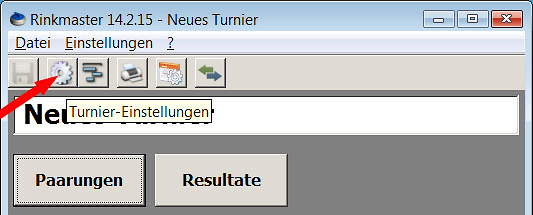 Rinkmaster 14.2.15 - Neues Turnier
Datei Einstellungen ?
Turnier-Einstellungen
Paarungen Resultate